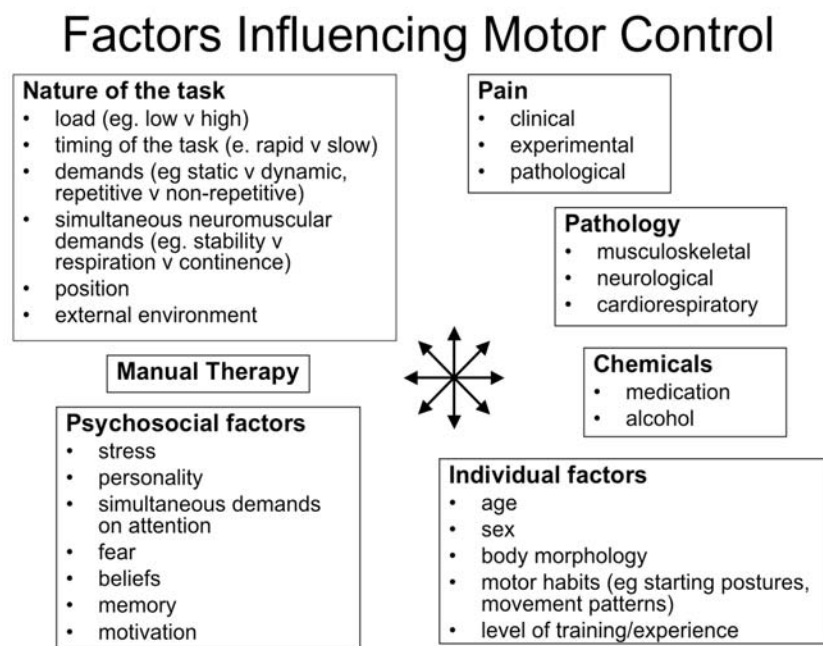 Factors Influencing Motor Control
Nature of the task
• load (eg. low v high)
• timing of the task (e. rapid v slow)
• demands (eg static v dynamic,
repetitive v non-repetitive)
• simultaneous neuromuscular
demands (eg. stability v
respiration v continence)
• position
• external environment
Manual Therapy
Psychosocial factors
• stress
• personality
• simultaneous demands
on attention
• fear
• beliefs
• memory
• motivation
Pain
• clinical
• experimental
• pathological
Pathology
• musculoskeletal
• neurological
• cardiorespiratory
Chemicals
• medication
• alcohol
Individual factors
• age
• sex
• body morphology
• motor habits (eg starting postures,
movement patterns)
• level of training/experience